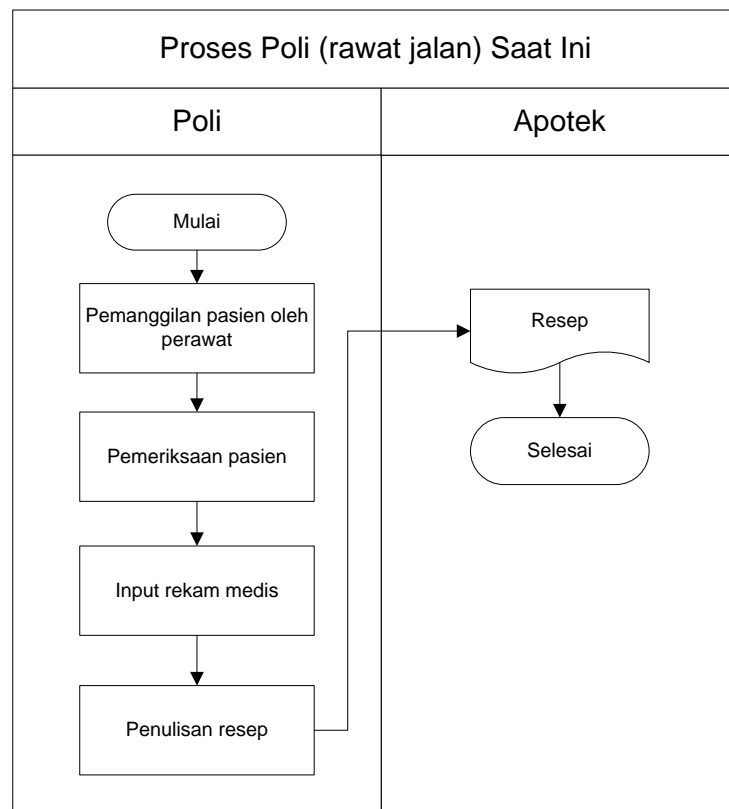 Proses Poli (rawat jalan) Saat Ini
Poli
Apotek
Mulai
Pemanggilan pasien oleh
perawat
Pemeriksaan pasien
Input rekam medis
Penulisan resep
Resep
Selesai